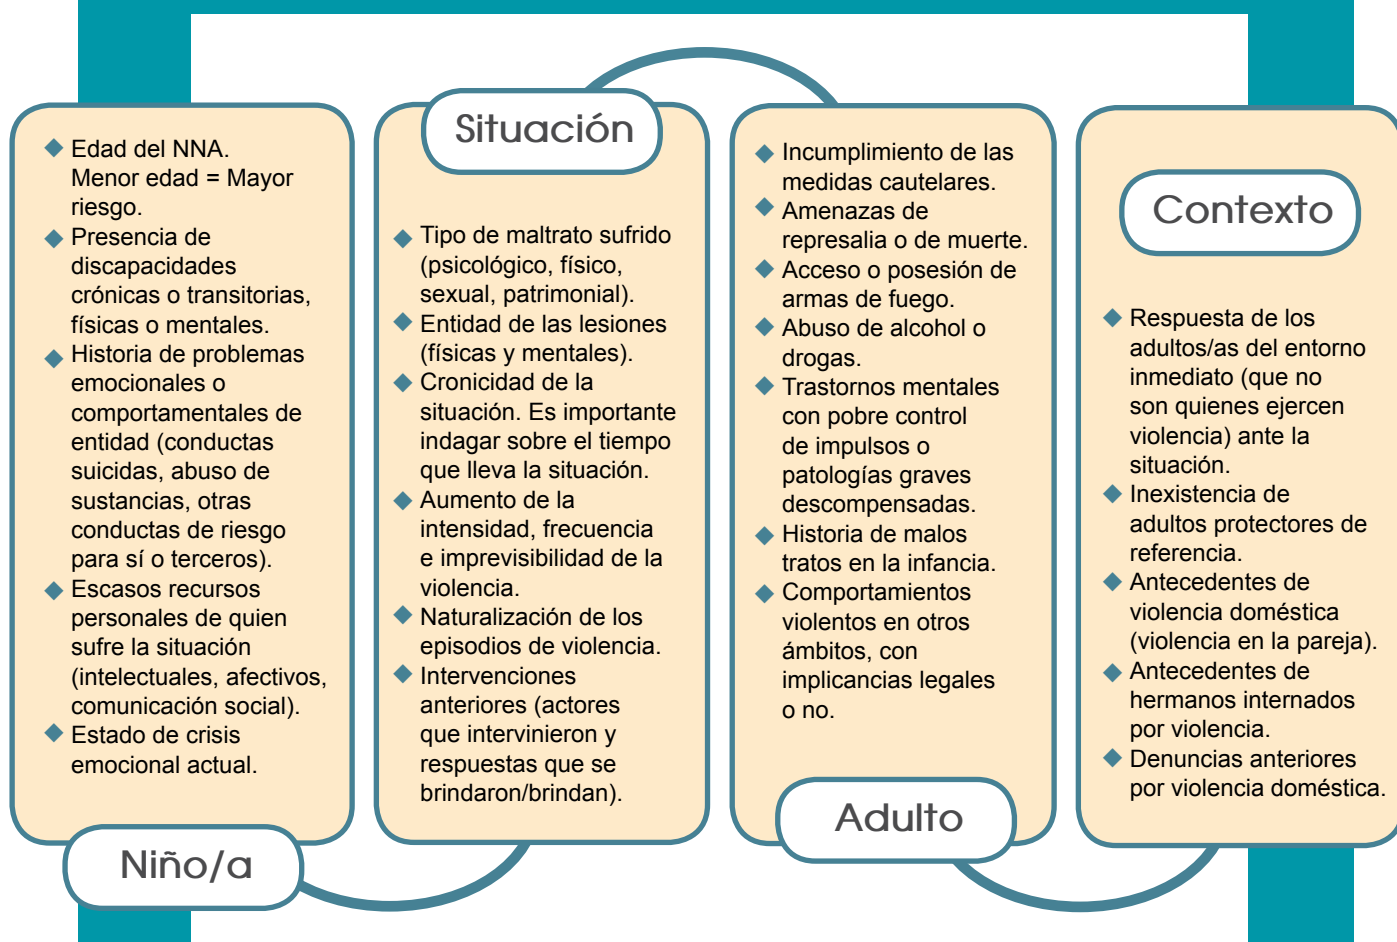 Edad del NNA.
Menor edad = Mayor
riesgo.
Presencia de
discapacidades
crónicas o transitorias,
físicas o mentales.
Historia de problemas
emocionales o
comportamentales de
entidad (conductas
suicidas, abuso de
sustancias, otras
conductas de riesgo
para sí o terceros).
Escasos recursos
personales de quien
sufre la situación
(intelectuales, afectivos,
comunicación social).
Estado de crisis
emocional actual.
Niño/a
Situación
Tipo de maltrato sufrido
(psicológico, físico,
sexual, patrimonial).
Entidad de las lesiones
(físicas y mentales).
Cronicidad de la
situación. Es importante
indagar sobre el tiempo
que lleva la situación.
Aumento de la
intensidad, frecuencia
e imprevisibilidad de la
violencia.
Naturalización de los
episodios de violencia.
Intervenciones
anteriores (actores
que intervinieron y
respuestas que se
brindaron/brindan).
Incumplimiento de las
medidas cautelares.
Amenazas de
represalia o de muerte.
Acceso o posesión de
armas de fuego.
Abuso de alcohol o
drogas.
Trastornos mentales
con pobre control
de impulsos o
patologías graves
descompensadas.
Historia de malos
tratos en la infancia.
Comportamientos
violentos en otros
ámbitos, con
implicancias legales
o no.
Adulto
Contexto
Respuesta de los
adultos/as del entorno
inmediato (que no
son quienes ejercen
violencia) ante la
situación.
Inexistencia de
adultos protectores de
referencia.
Antecedentes de
violencia doméstica
(violencia en la pareja).
Antecedentes de
hermanos internados
por violencia.
Denuncias anteriores
por violencia doméstica.